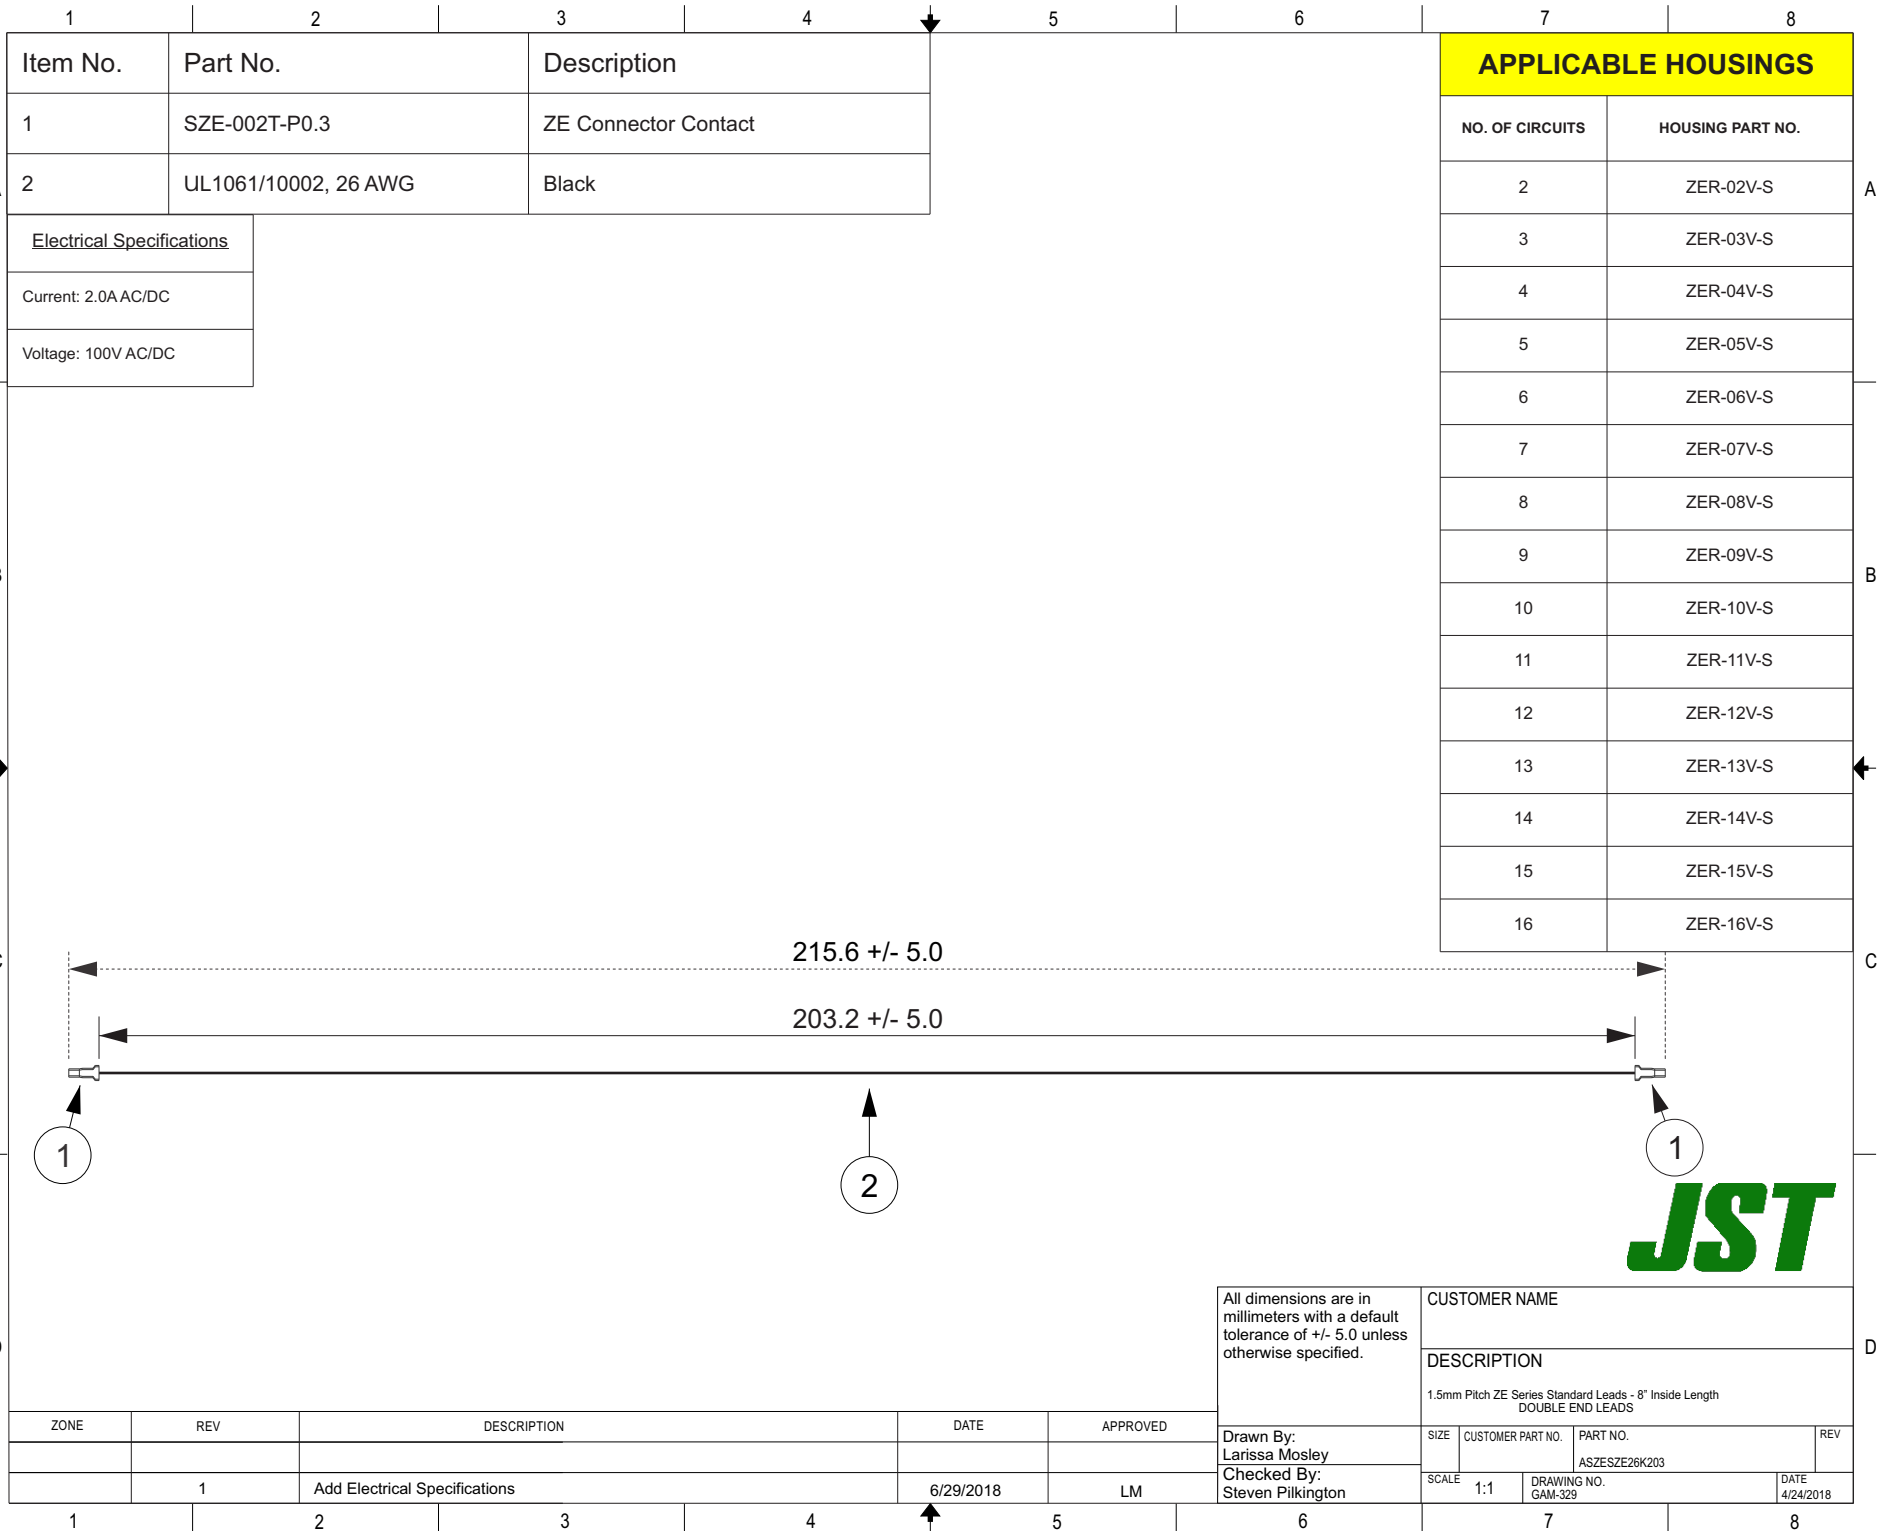 1 2 3 4 5 6 7 8
Item No. Part No. Description
1 SZE-002T-P0.3 ZE Connector Contact
2 UL1061/10002, 26 AWG Black
Electrical Specifications
Current: 2.0A AC/DC
Voltage: 100V AC/DC
APPLICABLE HOUSINGS
NO. OF CIRCUITS HOUSING PART NO.
2 ZER-02V-S
3 ZER-03V-S
4 ZER-04V-S
5 ZER-05V-S
6 ZER-06V-S
7 ZER-07V-S
8 ZER-08V-S
9 ZER-09V-S
10 ZER-10V-S
11 ZER-11V-S
12 ZER-12V-S
13 ZER-13V-S
14 ZER-14V-S
15 ZER-15V-S
16 ZER-16V-S
A
B
C
D
215.6 +/- 5.0
203.2 +/- 5.0
1
2
1
JST
All dimensions are in
millimeters with a default
tolerance of +/- 5.0 unless
otherwise specified.
CUSTOMER NAME
DESCRIPTION
1.5mm Pitch ZE Series Standard Leads - 8" Inside Length
DOUBLE END LEADS
Drawn By:
Larissa Mosley
Checked By:
Steven Pilkington
SIZE CUSTOMER PART NO. PART NO. REV
ASZESZE26K203
SCALE 1:1 DRAWING NO. DATE
GAM-329 4/24/2018
ZONE REV DESCRIPTION DATE APPROVED
1 Add Electrical Specifications 6/29/2018 LM
1 2 3 4 5 6 7 8